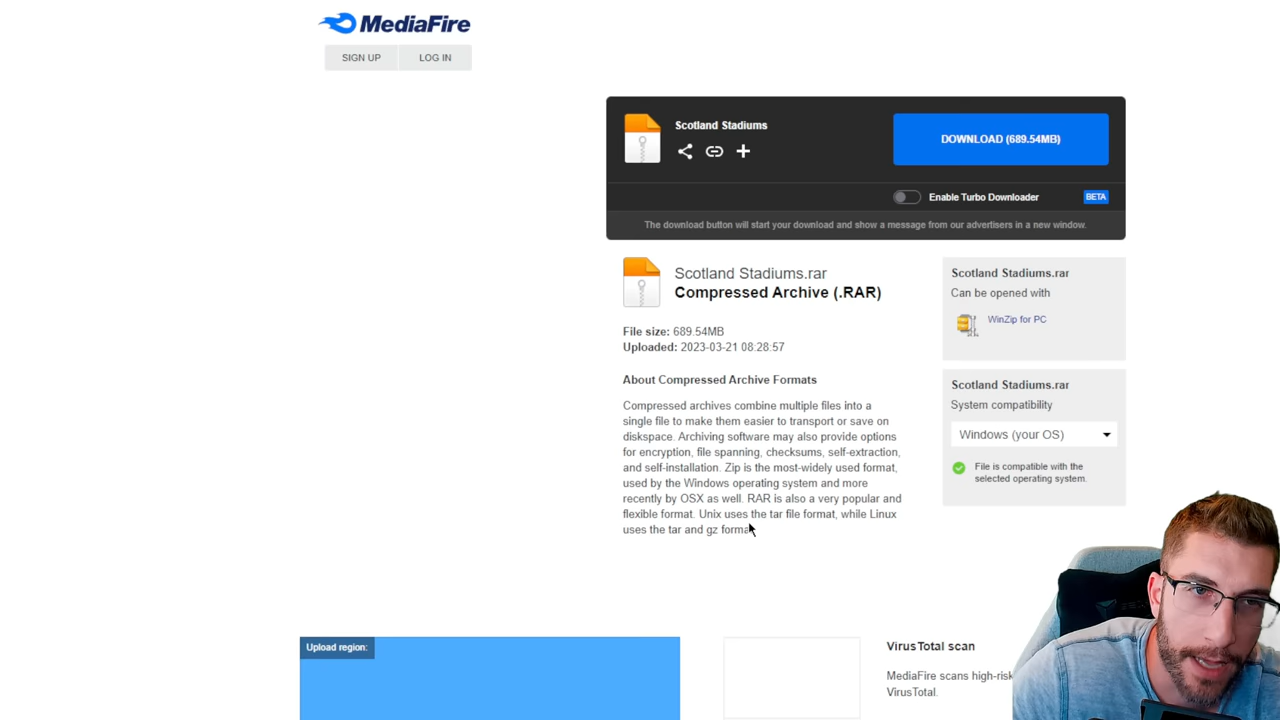 MediaFire
SIGN UP
LOG IN
Scotland Stadiums
DOWNLOAD (689.54MB)
Enable Turbo Downloader
BETA
The download button will start your download and show a message from our advertisers in a new window.
Scotland Stadiums.rar
Compressed Archive (.RAR)
File size: 689.54MB
Uploaded: 2023-03-21 08:28:57
About Compressed Archive Formats
Compressed archives combine multiple files into a
single file to make them easier to transport or save on
diskspace. Archiving software may also provide options
for encryption, file spanning, checksums, self-extraction,
and self-installation. Zip is the most-widely used format,
used by the Windows operating system and more
recently by OSX as well. RAR is also a very popular and
flexible format. Unix uses the tar file format, while Linux
uses the tar and gz
Scotland Stadiums.rar
Can be opened with
WinZip for PC
Scotland Stadiums.rar
System compatibility
Windows (your OS)
File is compatible with the
selected operating system.
Upload region:
VirusTotal scan
MediaFire scans
VirusTotal.